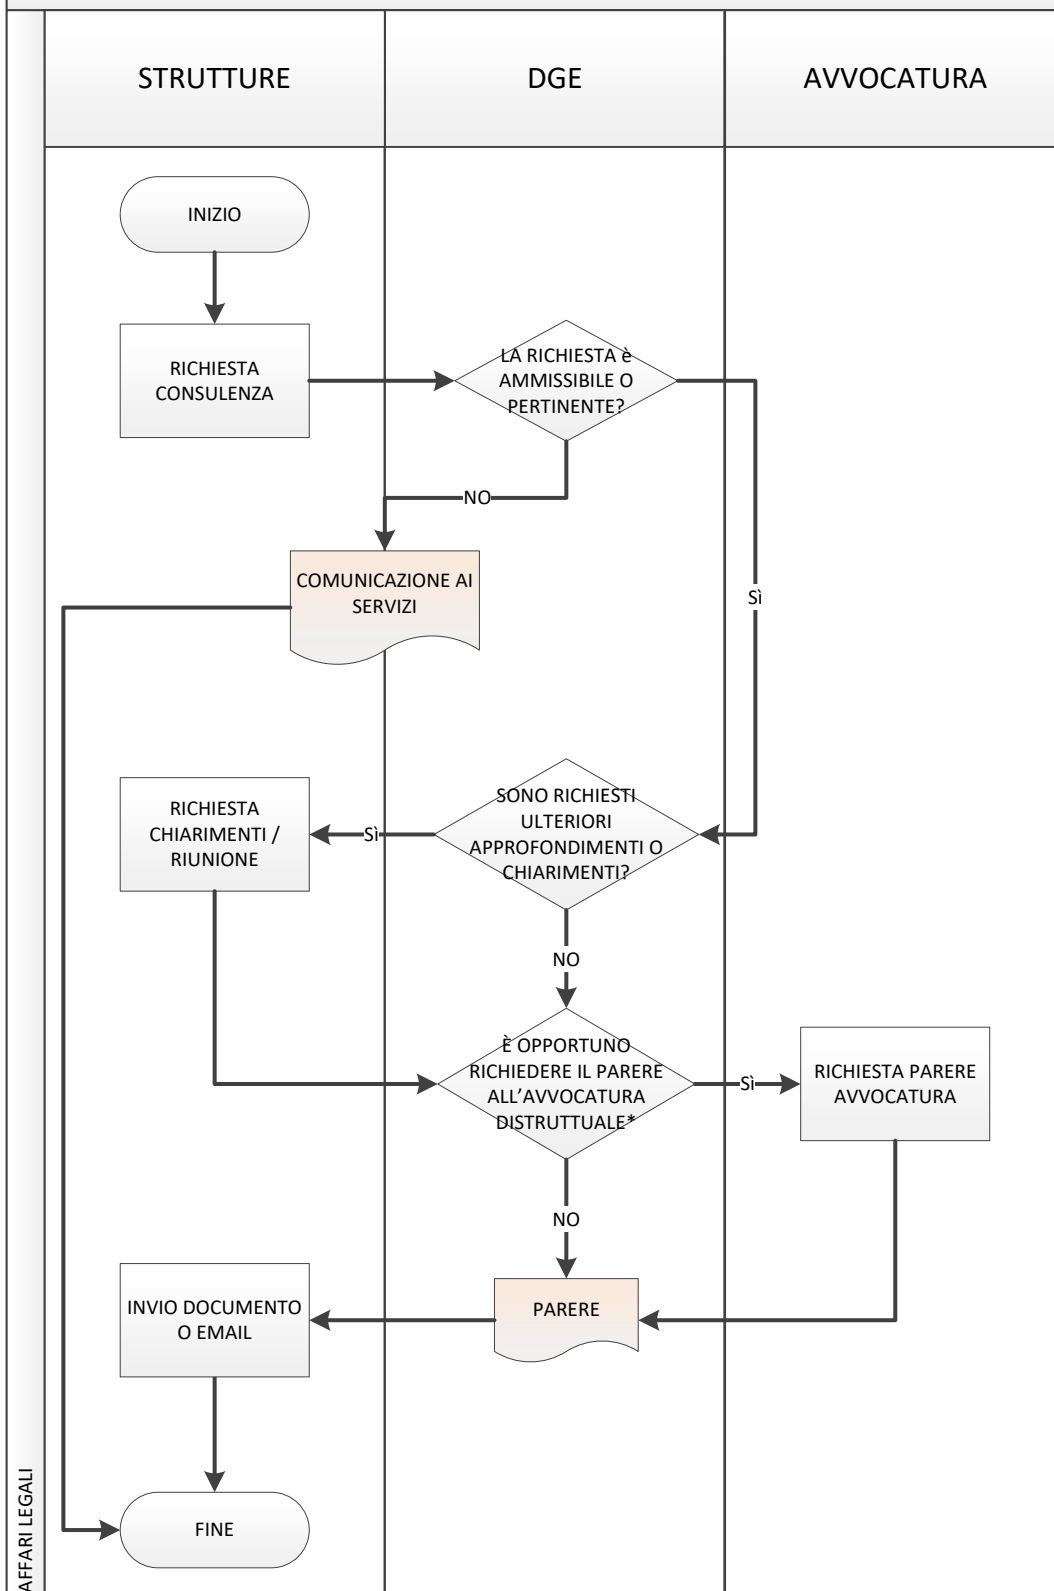 STRUTTURE
DGE
AVVOCATURA
INIZIO
RICHIESTA
CONSULENZA
LA RICHIESTA è
AMMISSIBILE O
PERTINENTE?
NO
COMUNICAZIONE AI
SERVIZI
Sì
RICHIESTA
CHIARIMENTI /
RIUNIONE
Sì
SONO RICHIESTI
ULTERIORI
APPROFONDIMENTI O
CHIARIMENTI?
NO
È OPPORTUNO
RICHIEDERE IL PARERE
ALL’AVVOCATURA
DISTRUTTUALE*
Sì
RICHIESTA PARERE
AVVOCATURA
NO
INVIO DOCUMENTO
O EMAIL
PARERE
FINE
AFFARI LEGALI